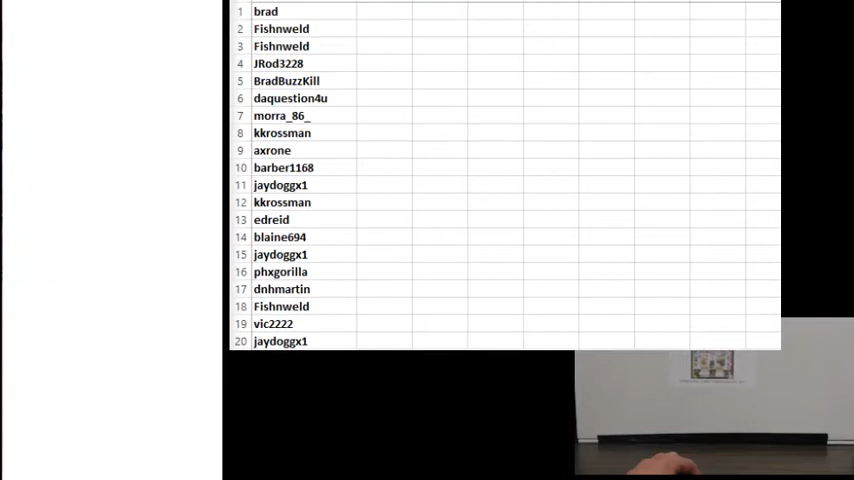 1 brad
2 Fishnweld
3 Fishnweld
4 JRod3228
5 BradBuzzKill
6 daquestion4u
7 morra_86_
8 kkrossman
9 axrone
10 barber1168
11 jaydoggx1
12 kkrossman
13 edreid
14 blaine694
15 jaydoggx1
16 phxgorilla
17 dnhmartin
18 Fishnweld
19 vic2222
20 jaydoggx1